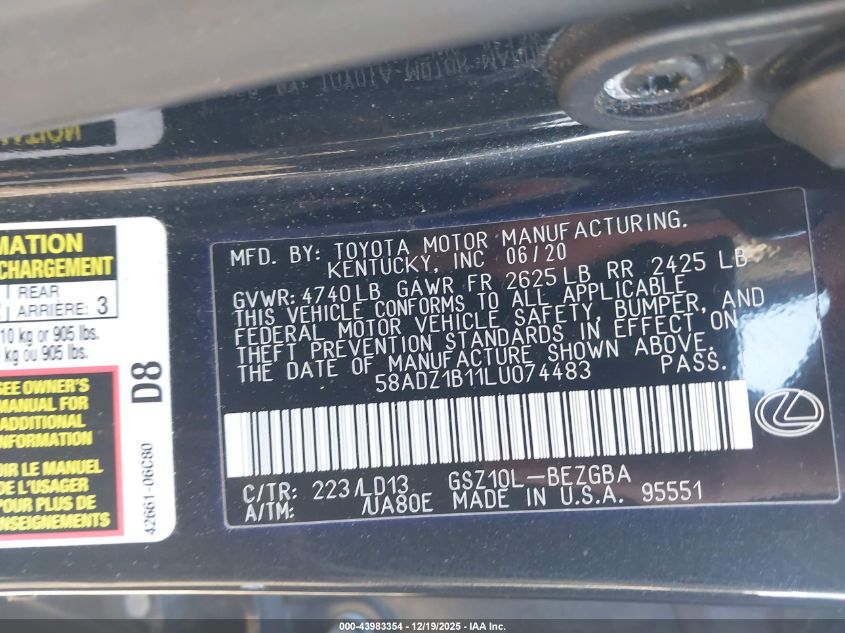 MFD. BY: TOYOTA MOTOR MANUFACTURING.
KENTUCKY, INC 06/20
GVWR: 4740LB GAWR FR 2625LB RR 2425 LB
THIS VEHICLE CONFORMS TO ALL APPLICABLE
FEDERAL MOTOR VEHICLE SAFETY, BUMPER, AND
THEFT PREVENTION STANDARDS IN EFFECT ON
THE DATE OF MANUFACTURE SHOWN ABOVE.
58ADZ1B11LU074483 PASS.
C/TR: 223/LD13 GSZ10L-BEZGBA
A/TM: /UA80E MADE IN U.S.A. 95551
MATION
CHARGEMENT
REAR
ARRIÈRE: 3
10 kg or 905 lbs.
kg ou 905 lbs.
SEE OWNER'S
MANUAL FOR
ADDITIONAL
INFORMATION
LE MANUEL
L'USAGER
POUR PLUS DE
ENSEIGNEMENTS
D8
42661-06C80
000-43983354 - 12/19/2025 - IAA Inc.